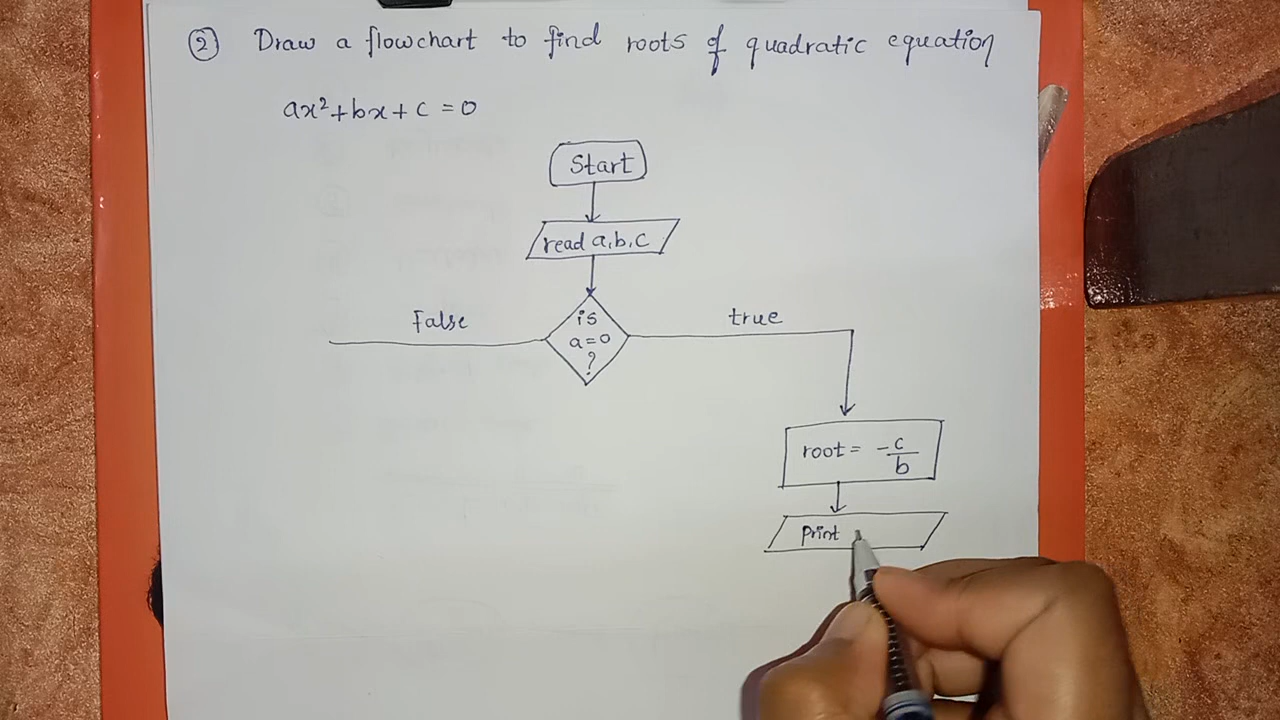 ② Draw a flowchart to find roots of quadratic equation
ax²+bx+c=0
Start
read a,b,c
is
a=0
?
False
true
root = -c/b
Print